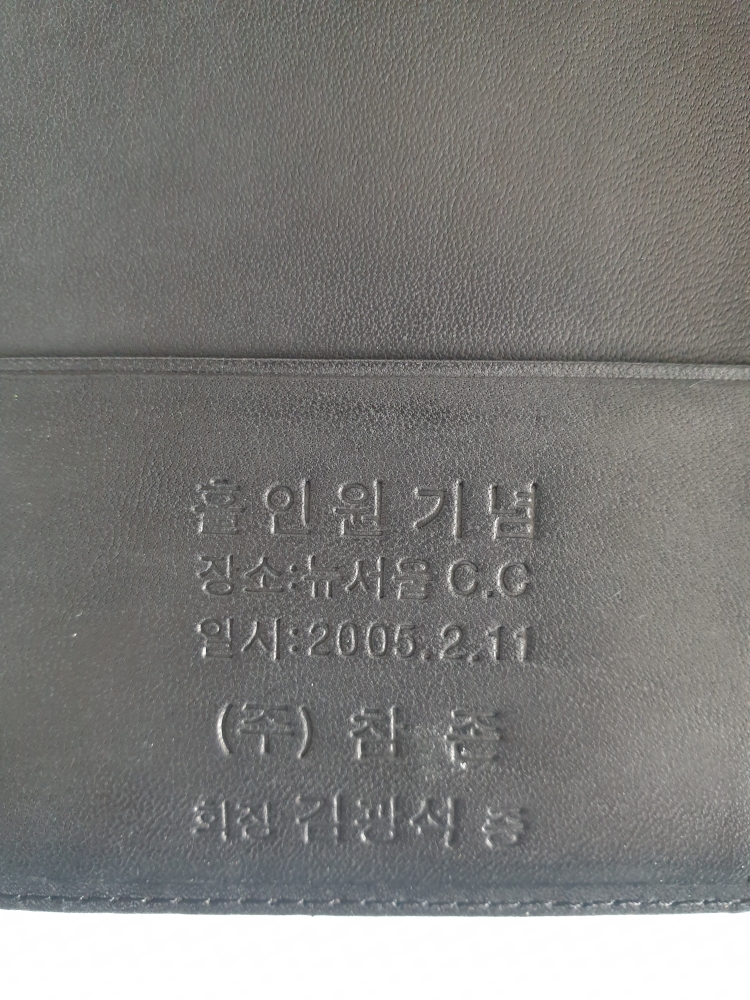 홀인원 기념
장소:뉴서울 C.C
일시:2005.2.11
(주) 참 존
회장 김광석 증